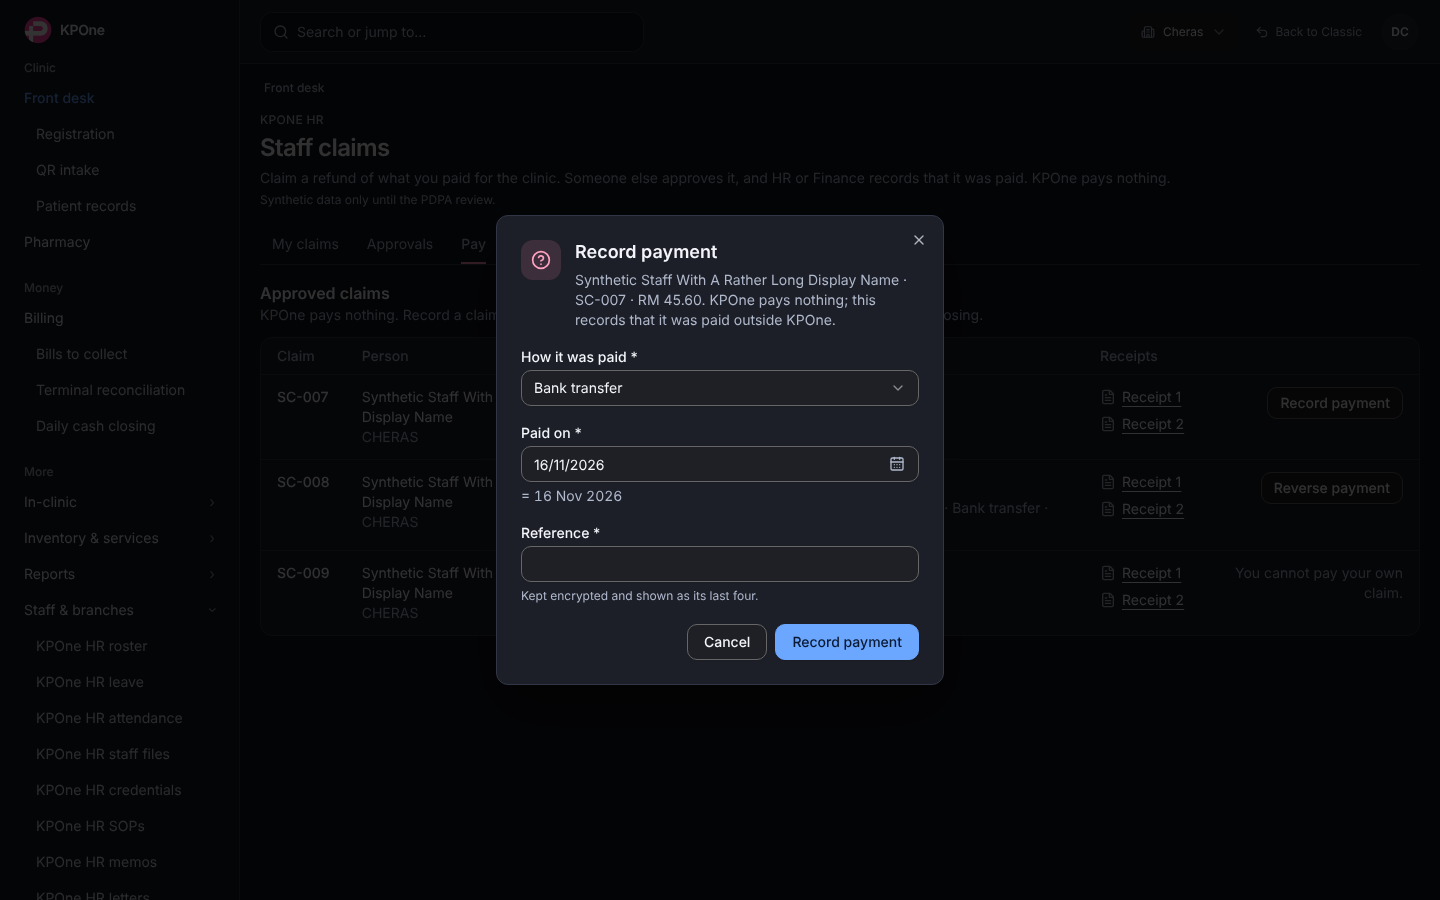 KPOne
Search or jump to...
Cheras
Back to Classic
DC
Clinic
Front desk
Registration
QR intake
Patient records
Pharmacy
Money
Billing
Bills to collect
Terminal reconciliation
Daily cash closing
More
In-clinic
Inventory & services
Reports
Staff & branches
KPOne HR roster
KPOne HR leave
KPOne HR attendance
KPOne HR staff files
KPOne HR credentials
KPOne HR SOPs
KPOne HR memos
KPOne HR letters
Front desk
KPONE HR
Staff claims
Claim a refund of what you paid for the clinic. Someone else approves it, and HR or Finance records that it was paid. KPOne pays nothing.
Synthetic data only until the PDPA review.
My claims
Approvals
Pay
Approved claims
KPOne pays nothing. Record a claim
osing.
Claim
Person
Receipts
SC-007
Synthetic Staff With
Display Name
CHERAS
Receipt 1
Receipt 2
Record payment
SC-008
Synthetic Staff With
Display Name
CHERAS
· Bank transfer ·
Receipt 1
Receipt 2
Reverse payment
SC-009
Synthetic Staff With
Display Name
CHERAS
Receipt 1
Receipt 2
You cannot pay your own
claim.
Record payment
Synthetic Staff With A Rather Long Display Name ·
SC-007 · RM 45.60. KPOne pays nothing; this
records that it was paid outside KPOne.
How it was paid *
Bank transfer
Paid on *
16/11/2026
= 16 Nov 2026
Reference *
Kept encrypted and shown as its last four.
Cancel
Record payment